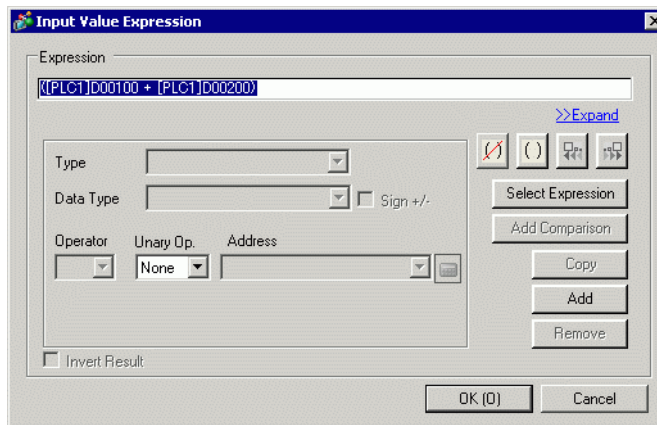 Input Value Expression
Expression
([PLC1]D00100 + [PLC1]D00200)
>>Expand
Type
Data Type
Sign +/-
Operator
Unary Op.
Address
None
Select Expression
Add Comparison
Copy
Add
Remove
Invert Result
OK (O)
Cancel